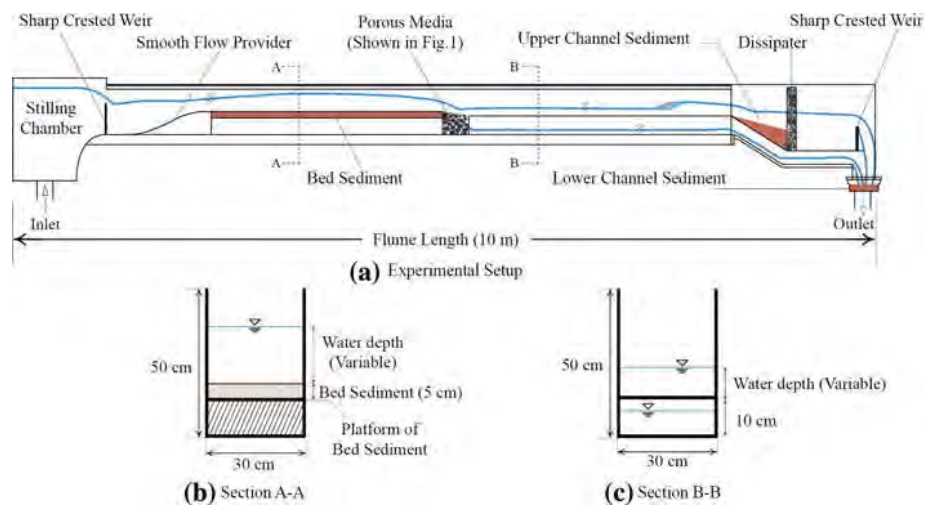 Sharp Crested Weir
Smooth Flow Provider
Porous Media
(Shown in Fig.1)
Upper Channel Sediment
Sharp Crested Weir
Dissipater
Stilling
Chamber
A
A
B
B
Bed Sediment
Lower Channel Sediment
Inlet
Outlet
Flume Length (10 m)
(a) Experimental Setup
50 cm
Water depth
(Variable)
Bed Sediment (5 cm)
Platform of
Bed Sediment
30 cm
(b) Section A-A
50 cm
Water depth (Variable)
10 cm
30 cm
(c) Section B-B